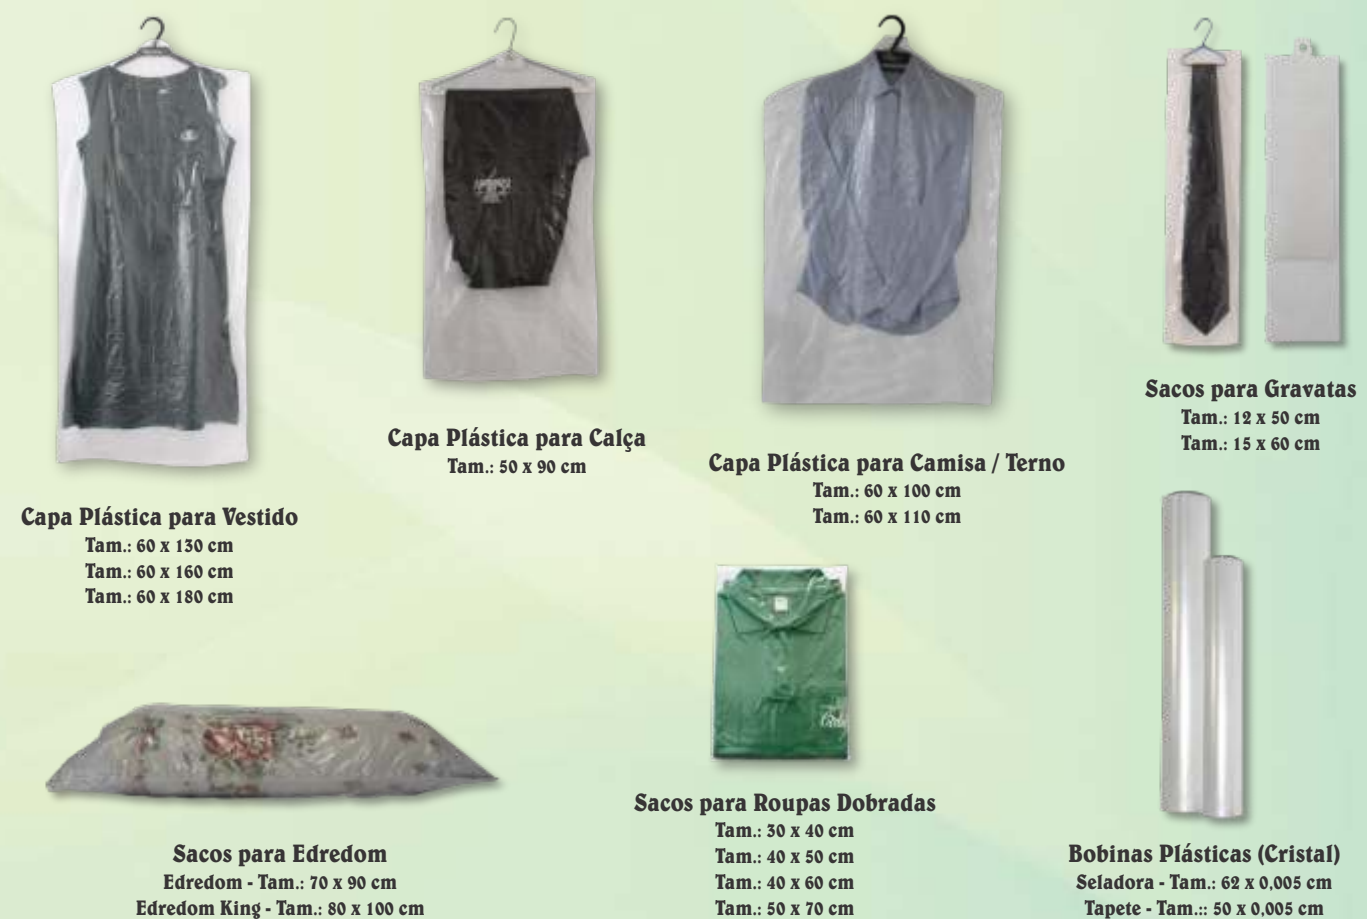 Sacos para Gravatas
Tam.: 12 x 50 cm
Tam.: 15 x 60 cm
Capa Plástica para Calça
Tam.: 50 x 90 cm
Capa Plástica para Camisa / Terno
Tam.: 60 x 100 cm
Tam.: 60 x 110 cm
Capa Plástica para Vestido
Tam.: 60 x 130 cm
Tam.: 60 x 160 cm
Tam.: 60 x 180 cm
Sacos para Edredom
Edredom - Tam.: 70 x 90 cm
Edredom King - Tam.: 80 x 100 cm
Sacos para Roupas Dobradas
Tam.: 30 x 40 cm
Tam.: 40 x 50 cm
Tam.: 40 x 60 cm
Tam.: 50 x 70 cm
Bobinas Plásticas (Cristal)
Seladora - Tam.: 62 x 0,005 cm
Tapete - Tam.:: 50 x 0,005 cm